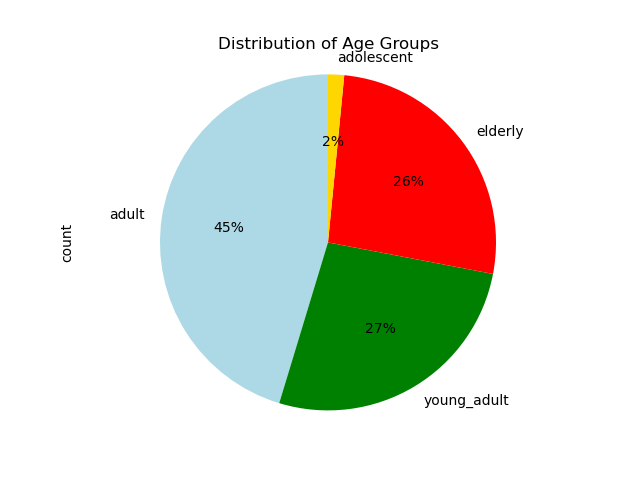 Distribution of Age Groups
adolescent
elderly
2%
26%
adult
45%
count
27%
young_adult